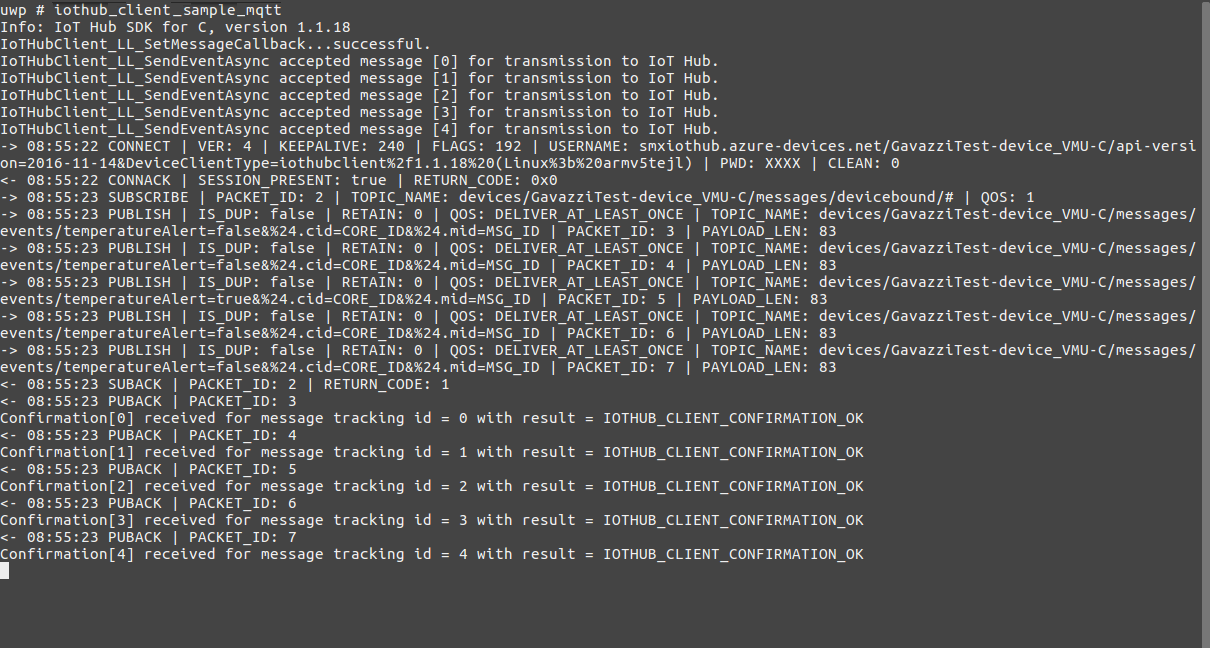 uwp # iothub_client_sample_mqtt
Info: IoT Hub SDK for C, version 1.1.18
IoTHubClient_LL_SetMessageCallback...successful.
IoTHubClient_LL_SendEventAsync accepted message [0] for transmission to IoT Hub.
IoTHubClient_LL_SendEventAsync accepted message [1] for transmission to IoT Hub.
IoTHubClient_LL_SendEventAsync accepted message [2] for transmission to IoT Hub.
IoTHubClient_LL_SendEventAsync accepted message [3] for transmission to IoT Hub.
IoTHubClient_LL_SendEventAsync accepted message [4] for transmission to IoT Hub.
-> 08:55:22 CONNECT | VER: 4 | KEEPALIVE: 240 | FLAGS: 192 | USERNAME: smxiothub.azure-devices.net/GavazziTest-device_VMU-C/api-versi
on=2016-11-14&DeviceClientType=iothubclient%2f1.1.18%20(Linux%3b%20armv5tejl) | PWD: XXXX | CLEAN: 0
<- 08:55:22 CONNACK | SESSION_PRESENT: true | RETURN_CODE: 0x0
-> 08:55:23 SUBSCRIBE | PACKET_ID: 2 | TOPIC_NAME: devices/GavazziTest-device_VMU-C/messages/devicebound/# | QOS: 1
-> 08:55:23 PUBLISH | IS_DUP: false | RETAIN: 0 | QOS: DELIVER_AT_LEAST_ONCE | TOPIC_NAME: devices/GavazziTest-device_VMU-C/messages/
events/temperatureAlert=false&%24.cid=CORE_ID&%24.mid=MSG_ID | PACKET_ID: 3 | PAYLOAD_LEN: 83
-> 08:55:23 PUBLISH | IS_DUP: false | RETAIN: 0 | QOS: DELIVER_AT_LEAST_ONCE | TOPIC_NAME: devices/GavazziTest-device_VMU-C/messages/
events/temperatureAlert=false&%24.cid=CORE_ID&%24.mid=MSG_ID | PACKET_ID: 4 | PAYLOAD_LEN: 83
-> 08:55:23 PUBLISH | IS_DUP: false | RETAIN: 0 | QOS: DELIVER_AT_LEAST_ONCE | TOPIC_NAME: devices/GavazziTest-device_VMU-C/messages/
events/temperatureAlert=true&%24.cid=CORE_ID&%24.mid=MSG_ID | PACKET_ID: 5 | PAYLOAD_LEN: 83
-> 08:55:23 PUBLISH | IS_DUP: false | RETAIN: 0 | QOS: DELIVER_AT_LEAST_ONCE | TOPIC_NAME: devices/GavazziTest-device_VMU-C/messages/
events/temperatureAlert=false&%24.cid=CORE_ID&%24.mid=MSG_ID | PACKET_ID: 6 | PAYLOAD_LEN: 83
-> 08:55:23 PUBLISH | IS_DUP: false | RETAIN: 0 | QOS: DELIVER_AT_LEAST_ONCE | TOPIC_NAME: devices/GavazziTest-device_VMU-C/messages/
events/temperatureAlert=false&%24.cid=CORE_ID&%24.mid=MSG_ID | PACKET_ID: 7 | PAYLOAD_LEN: 83
<- 08:55:23 SUBACK | PACKET_ID: 2 | RETURN_CODE: 1
<- 08:55:23 PUBACK | PACKET_ID: 3
Confirmation[0] received for message tracking id = 0 with result = IOTHUB_CLIENT_CONFIRMATION_OK
<- 08:55:23 PUBACK | PACKET_ID: 4
Confirmation[1] received for message tracking id = 1 with result = IOTHUB_CLIENT_CONFIRMATION_OK
<- 08:55:23 PUBACK | PACKET_ID: 5
Confirmation[2] received for message tracking id = 2 with result = IOTHUB_CLIENT_CONFIRMATION_OK
<- 08:55:23 PUBACK | PACKET_ID: 6
Confirmation[3] received for message tracking id = 3 with result = IOTHUB_CLIENT_CONFIRMATION_OK
<- 08:55:23 PUBACK | PACKET_ID: 7
Confirmation[4] received for message tracking id = 4 with result = IOTHUB_CLIENT_CONFIRMATION_OK